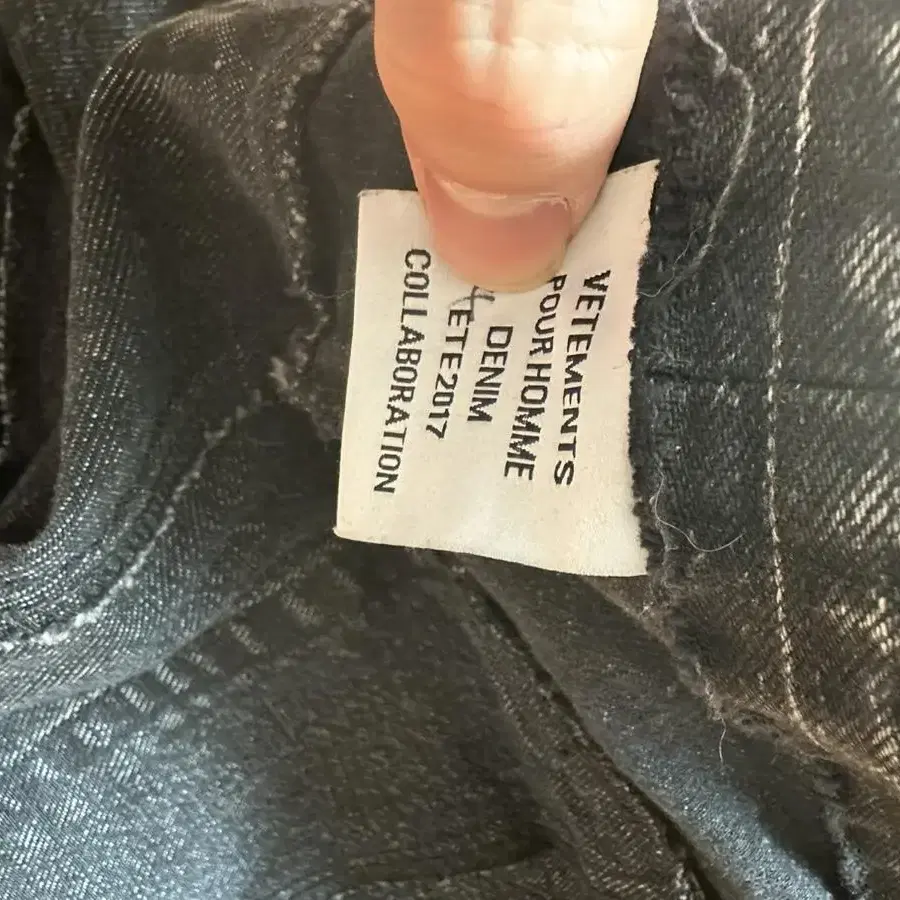 VETEMENTS
POUR HOMME
DENIM
ETE 2017
COLLABORATION